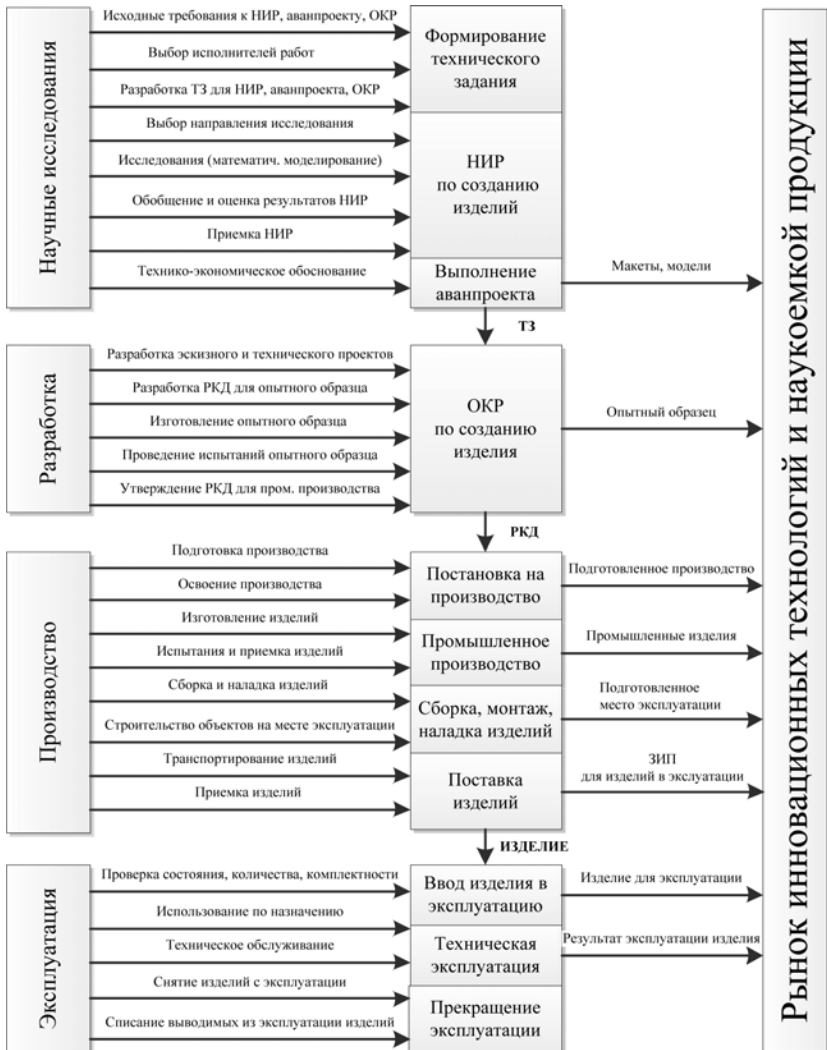 Научные исследования
Исходные требования к НИР, аванпроекту, ОКР
Выбор исполнителей работ
Разработка ТЗ для НИР, аванпроекта, ОКР
Выбор направления исследования
Исследования (математич. моделирование)
Обобщение и оценка результатов НИР
Приемка НИР
Технико-экономическое обоснование
Формирование
технического
задания
НИР
по созданию
изделий
Выполнение
аванпроекта
Макеты, модели
ТЗ
Разработка
Разработка эскизного и технического проектов
Разработка РКД для опытного образца
Изготовление опытного образца
Проведение испытаний опытного образца
Утверждение РКД для пром. производства
ОКР
по созданию
изделия
Опытный образец
РКД
Производство
Подготовка производства
Освоение производства
Изготовление изделий
Испытания и приемка изделий
Сборка и наладка изделий
Строительство объектов на месте эксплуатации
Транспортирование изделий
Приемка изделий
Постановка на
производство
Промышленное
производство
Сборка, монтаж,
наладка изделий
Поставка
изделий
Подготовленное производство
Промышленные изделия
Подготовленное
место эксплуатации
ЗИП
для изделий в экслуатации
ИЗДЕЛИЕ
Эксплуатация
Проверка состояния, количества, комплектности
Использование по назначению
Техническое обслуживание
Снятие изделий с эксплуатации
Списание выводимых из эксплуатации изделий
Ввод изделия в
эксплуатацию
Техническая
эксплуатация
Прекращение
эксплуатации
Изделие для эксплуатации
Результат эксплуатации изделия
Рынок инновационных технологий и наукоемкой продукции